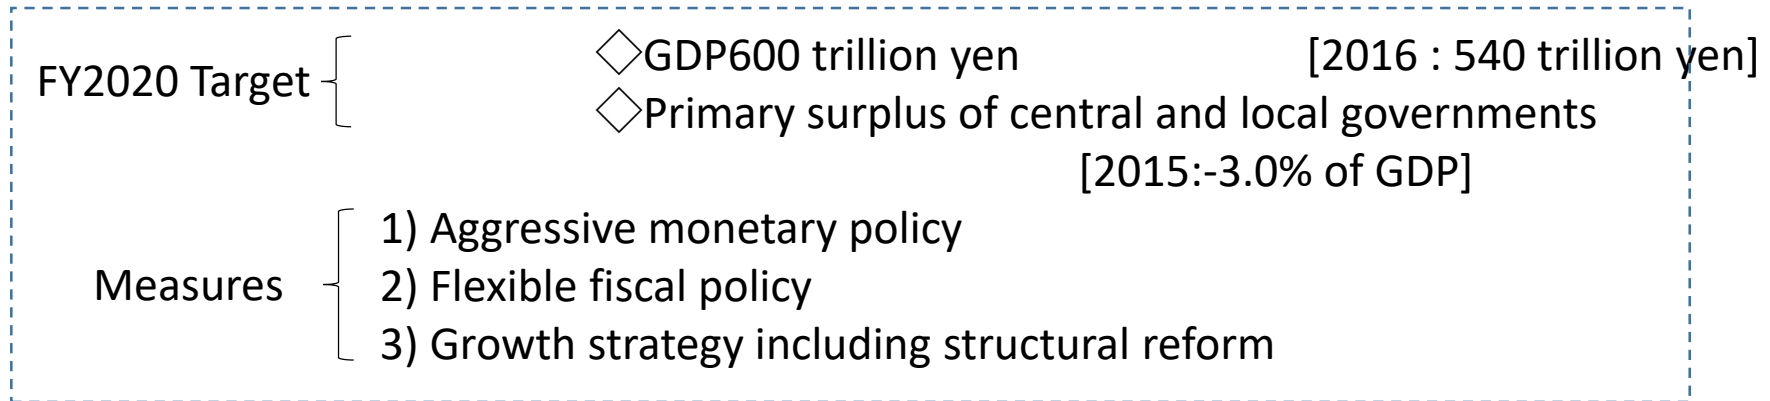 FY2020 Target
◇GDP600 trillion yen [2016 : 540 trillion yen]
◇Primary surplus of central and local governments
[2015:-3.0% of GDP]
Measures
1) Aggressive monetary policy
2) Flexible fiscal policy
3) Growth strategy including structural reform